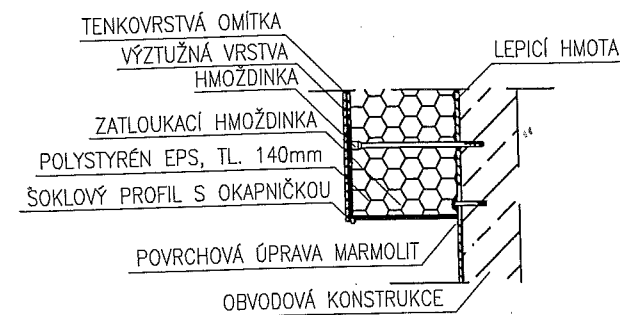 TENKOVRSTVÁ OMÍTKA
VÝZTUŽNÁ VRSTVA
LEPICÍ HMOTA
HMOŽDINKA
ZATLOUKACÍ HMOŽDINKA
POLYSTYRÉN EPS, TL. 140mm
SOKLOVÝ PROFIL S OKAPNIČKOU
POVRCHOVÁ ÚPRAVA MARMOLIT
OBVODOVÁ KONSTRUKCE